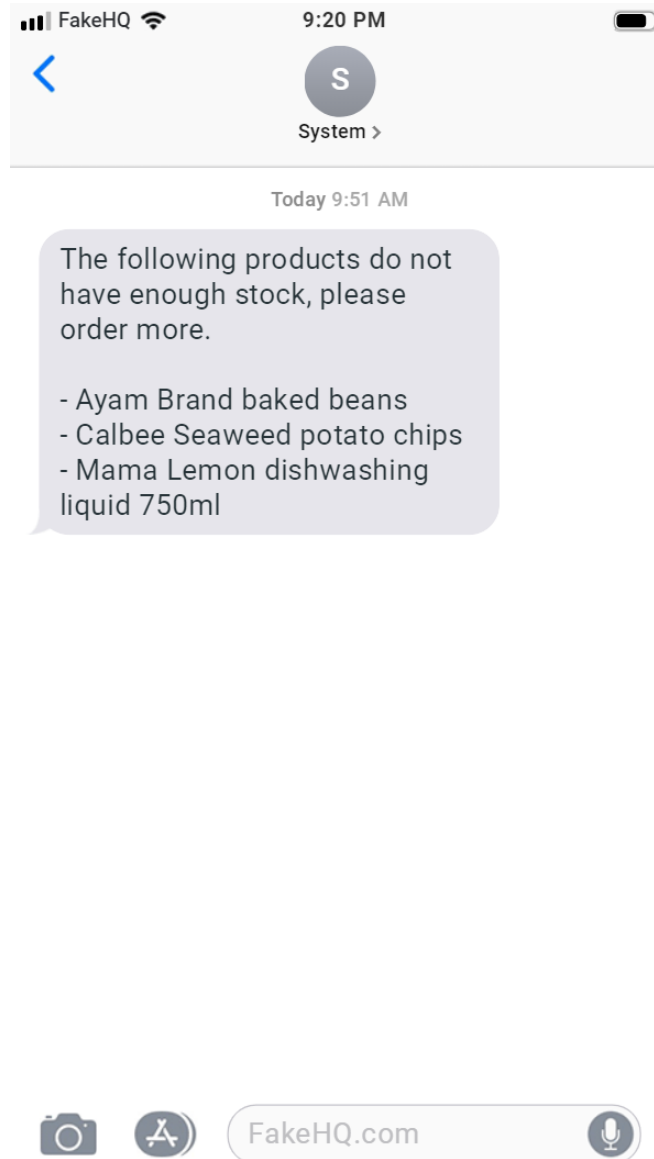 FakeHQ
9:20 PM
S
System >
Today 9:51 AM
The following products do not
have enough stock, please
order more.
- Ayam Brand baked beans
- Calbee Seaweed potato chips
- Mama Lemon dishwashing
liquid 750ml
FakeHQ.com